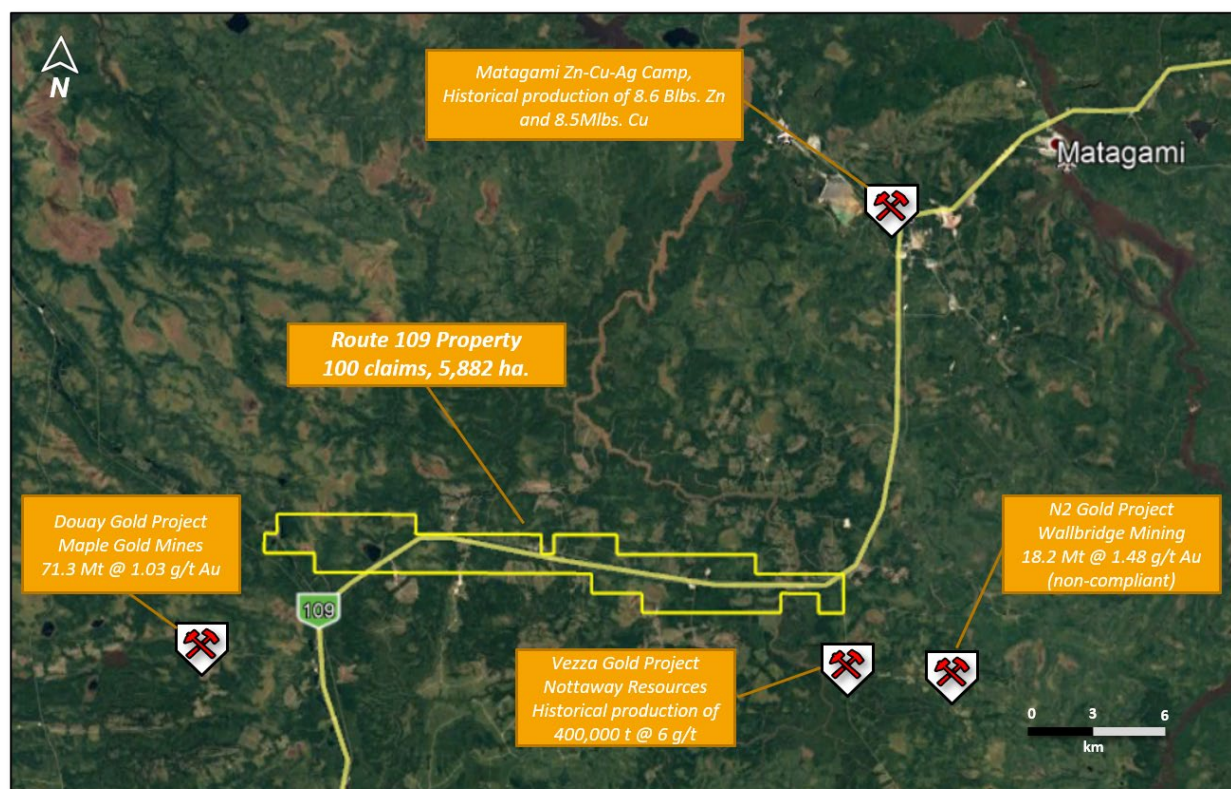 N
Matagami Zn-Cu-Ag Camp,
Historical production of 8.6 Blbs. Zn
and 8.5Mlbs. Cu
Matagami
Route 109 Property
100 claims, 5,882 ha.
Douay Gold Project
Maple Gold Mines
71.3 Mt @ 1.03 g/t Au
109
N2 Gold Project
Wallbridge Mining
18.2 Mt @ 1.48 g/t Au
(non-compliant)
Vezza Gold Project
Nottaway Resources
Historical production of
400,000 t @ 6 g/t
0 3 6
km